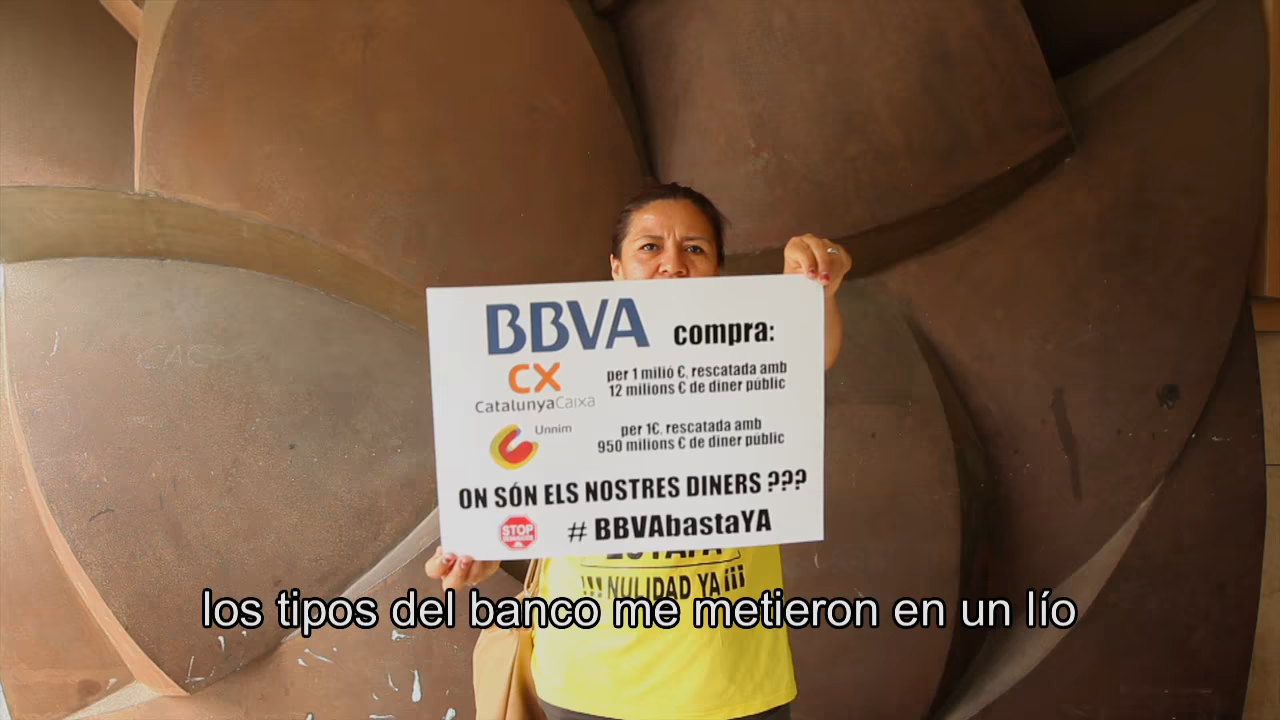 BBVA compra:
CX
CatalunyaCaixa
per 1 milió €, rescatada amb
12 milions € de diner públic
Unnim
per 1€, rescatada amb
950 milions € de diner públic
ON SÓN ELS NOSTRES DINERS ???
STOP
# BBVAbastaYA
¡¡¡ NULIDAD YA ¡¡¡
los tipos del banco me metieron en un lío